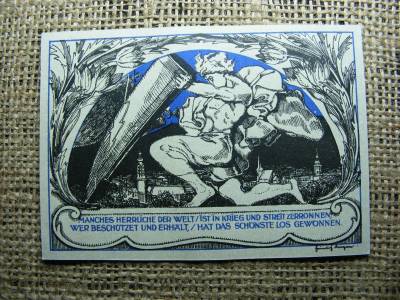 MANCHES HERRLICHE DER WELT / IST IN KRIEG UND STREIT ZERRONNEN.
WER BESCHÜTZET UND ERHÄLT, / HAT DAS SCHÖNSTE LOS GEWONNEN.